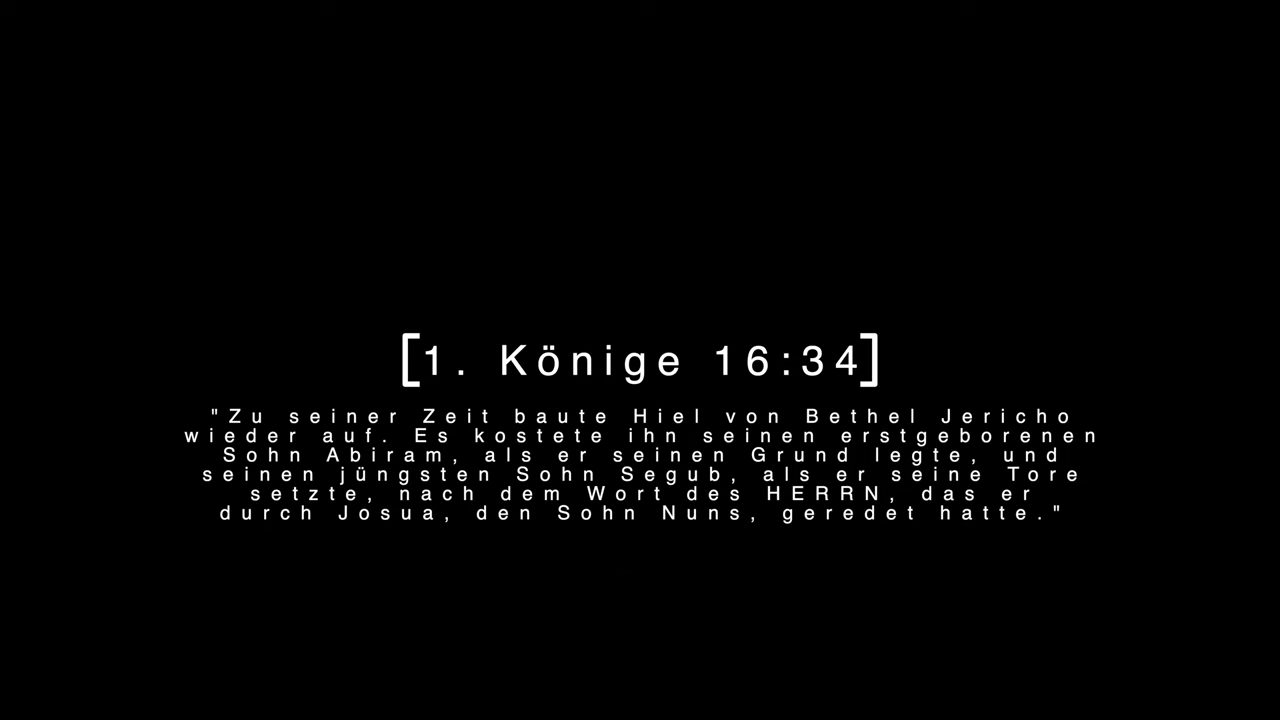 [1. Könige 16:34]
"Zu seiner Zeit baute Hiel von Bethel Jericho
wieder auf. Es kostete ihn seinen erstgeborenen
Sohn Abiram, als er seinen Grund legte, und
seinen jüngsten Sohn Segub, als er seine Tore
setzte, nach dem Wort des HERRN, das er
durch Josua, den Sohn Nuns, geredet hatte."